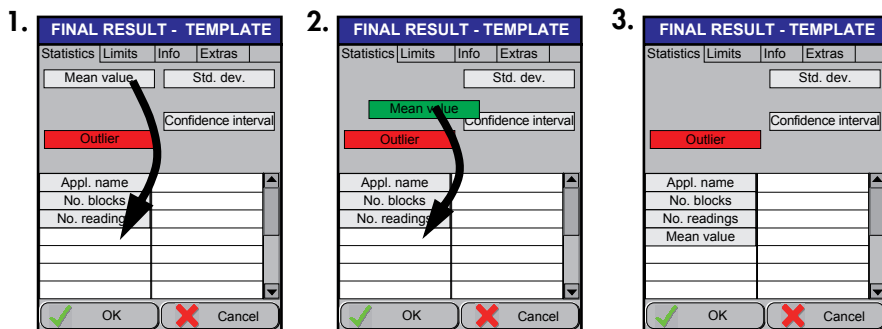 1.
FINAL RESULT - TEMPLATE
Statistics Limits Info Extras
Mean value Std. dev.
Confidence interval
Outlier
Appl. name
No. blocks
No. readings
OK Cancel
2.
FINAL RESULT - TEMPLATE
Statistics Limits Info Extras
Std. dev.
Mean value
Confidence interval
Outlier
Appl. name
No. blocks
No. readings
OK Cancel
3.
FINAL RESULT - TEMPLATE
Statistics Limits Info Extras
Std. dev.
Confidence interval
Outlier
Appl. name
No. blocks
No. readings
Mean value
OK Cancel